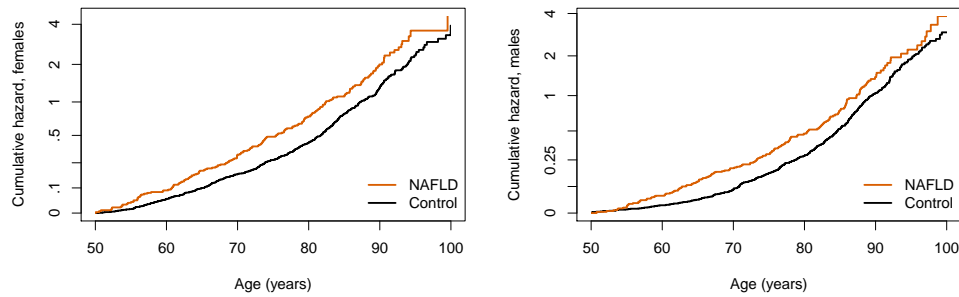 Cumulative hazard, females
4
2
1
.5
.1
0
NAFLD
Control
50 60 70 80 90 100
Age (years)
Cumulative hazard, males
4
2
1
0.25
0
NAFLD
Control
50 60 70 80 90 100
Age (years)